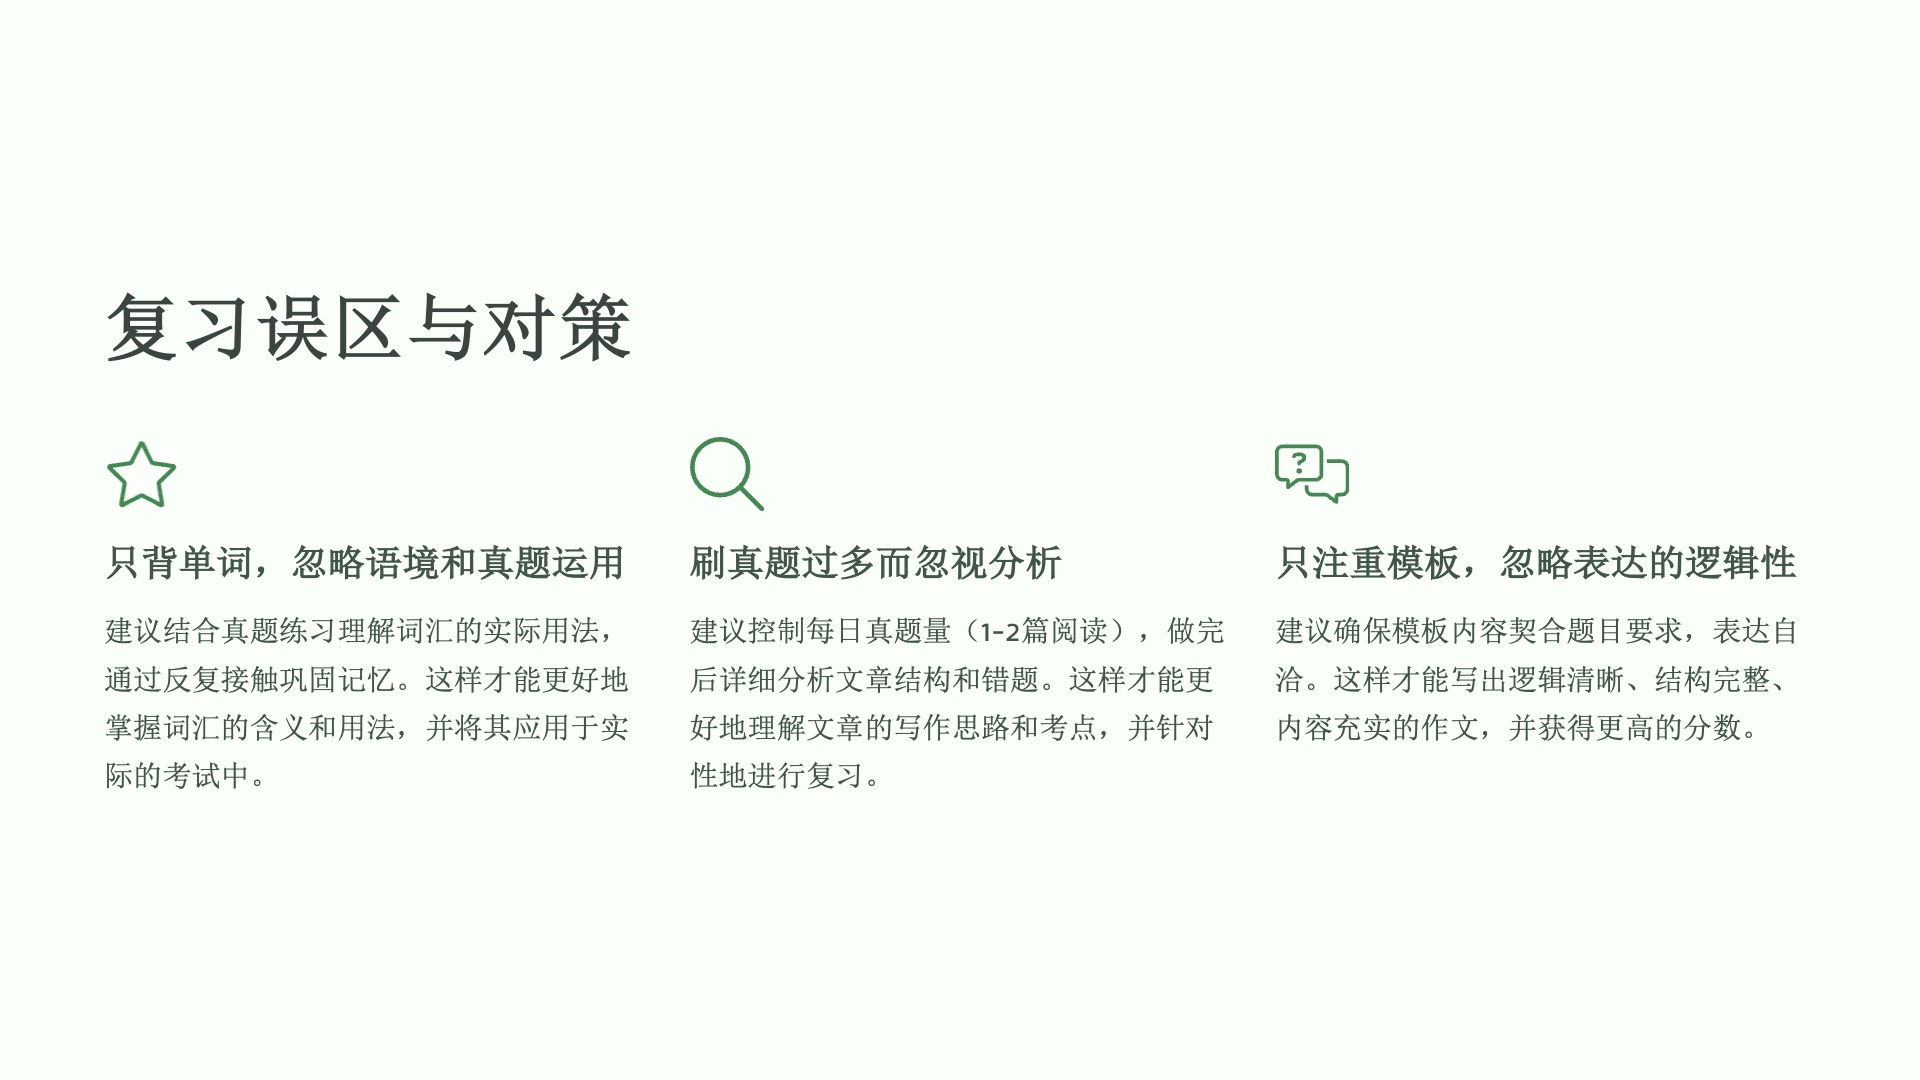 复习误区与对策
只背单词，忽略语境和真题运用
建议结合真题练习理解词汇的实际用法，
通过反复接触巩固记忆。这样才能更好地
掌握词汇的含义和用法，并将其应用于实
际的考试中。
刷真题过多而忽视分析
建议控制每日真题量（1-2篇阅读），做完
后详细分析文章结构和错题。这样才能更
好地理解文章的写作思路和考点，并针对
性地进行复习。
?
只注重模板，忽略表达的逻辑性
建议确保模板内容契合题目要求，表达自
洽。这样才能写出逻辑清晰、结构完整、
内容充实的作文，并获得更高的分数。